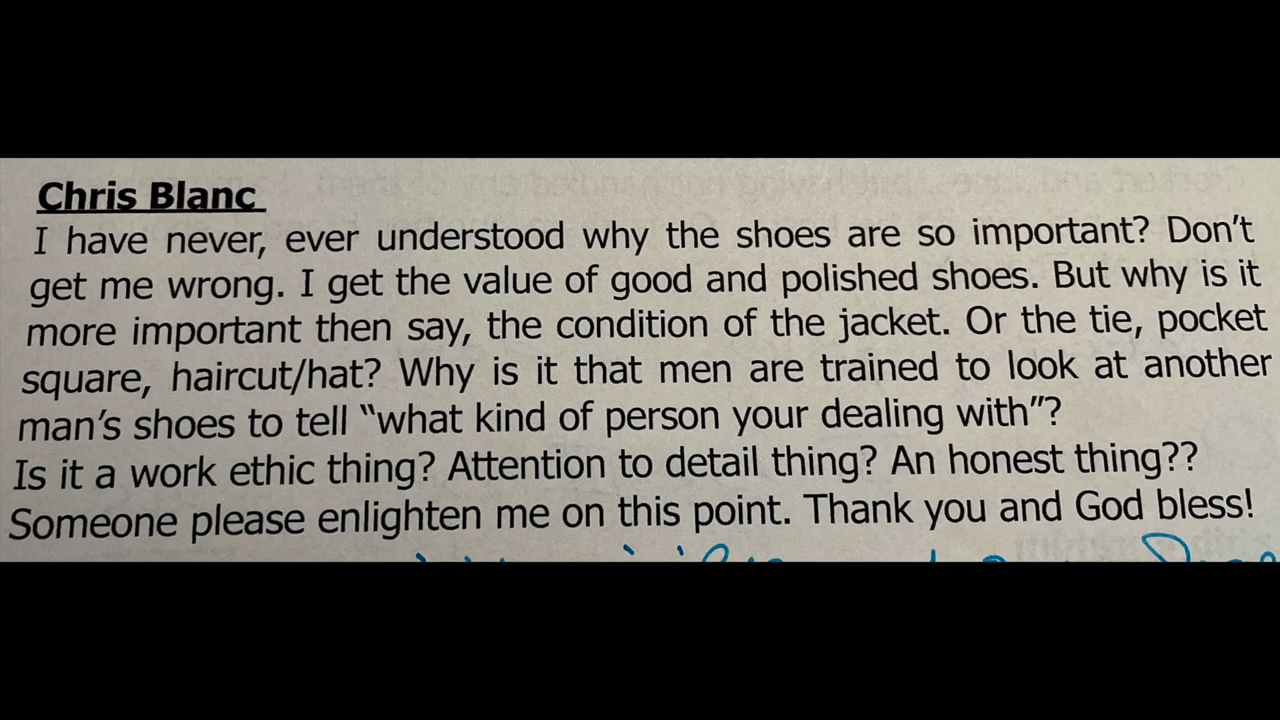 Chris Blanc
I have never, ever understood why the shoes are so important? Don't
get me wrong. I get the value of good and polished shoes. But why is it
more important then say, the condition of the jacket. Or the tie, pocket
square, haircut/hat? Why is it that men are trained to look at another
man's shoes to tell "what kind of person your dealing with"?
Is it a work ethic thing? Attention to detail thing? An honest thing??
Someone please enlighten me on this point. Thank you and God bless!